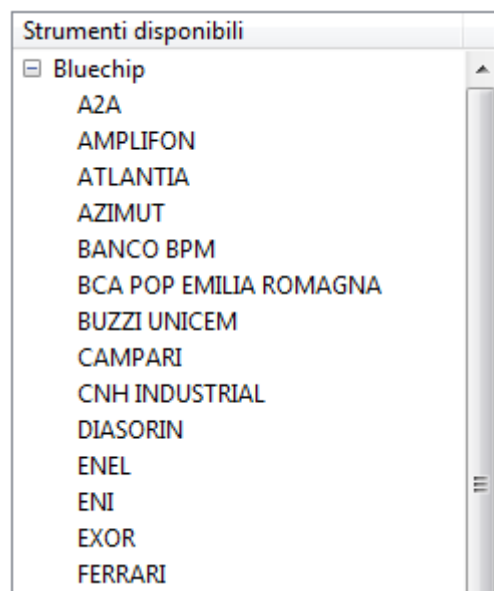 Strumenti disponibili
Bluechip
A2A
AMPLIFON
ATLANTIA
AZIMUT
BANCO BPM
BCA POP EMILIA ROMAGNA
BUZZI UNICEM
CAMPARI
CNH INDUSTRIAL
DIASORIN
ENEL
ENI
EXOR
FERRARI